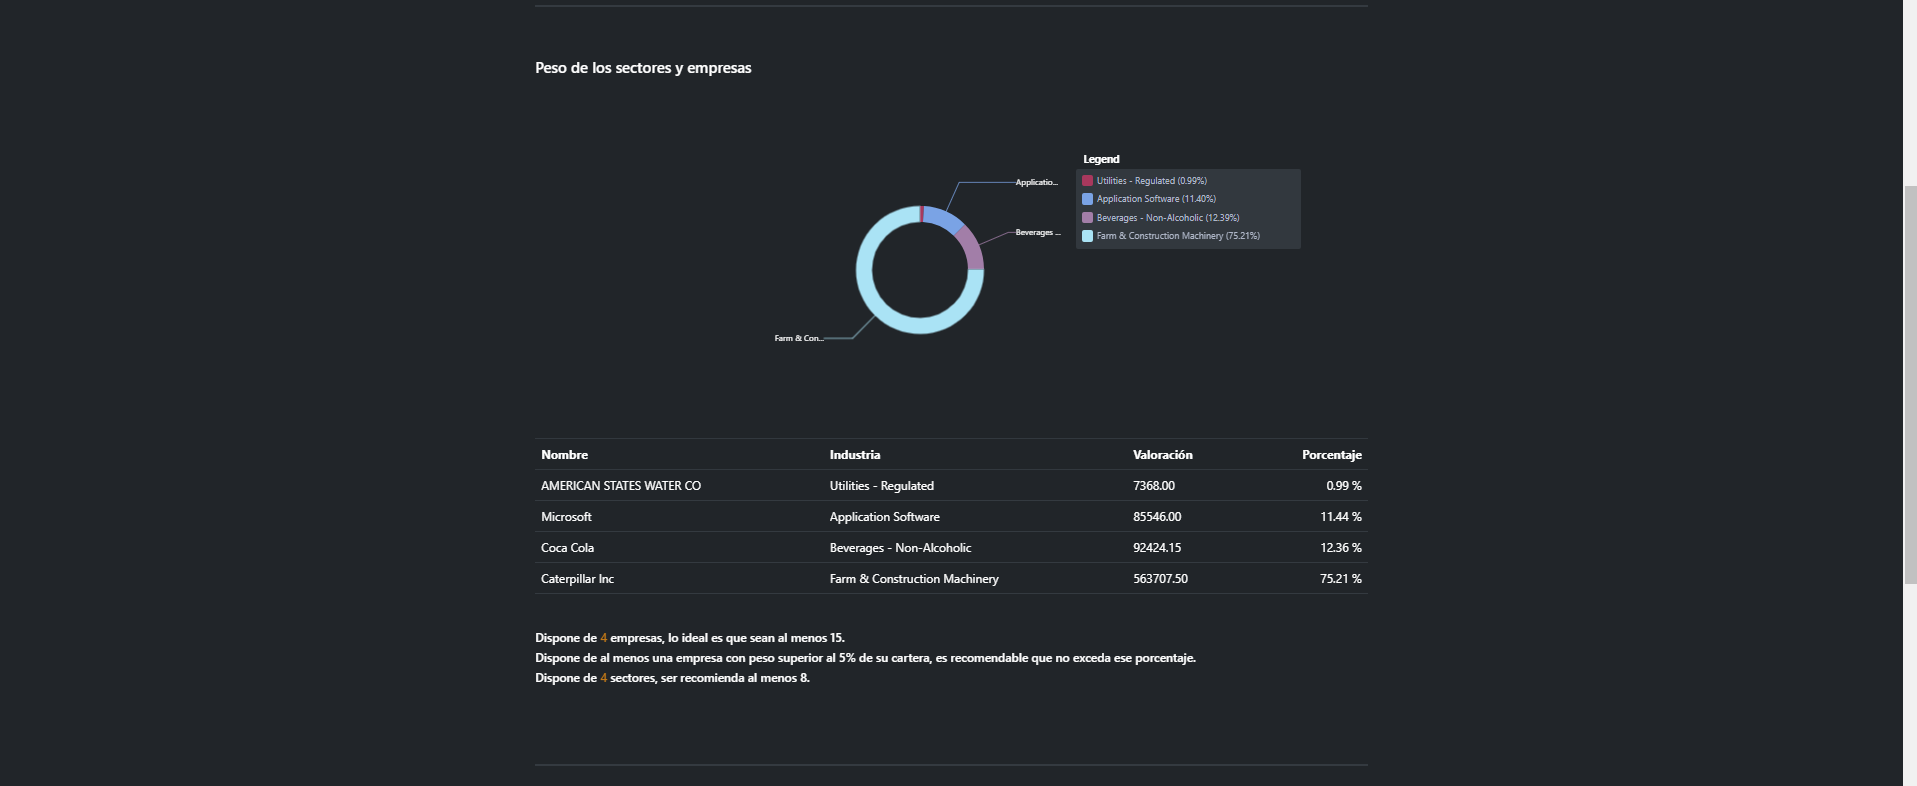 Peso de los sectores y empresas
Legend
Utilities - Regulated (0.99%)
Application Software (11.40%)
Beverages - Non-Alcoholic (12.39%)
Farm & Construction Machinery (75.21%)
Applicatio...
Beverages ...
Farm & Con...
Nombre Industria Valoración Porcentaje
AMERICAN STATES WATER CO Utilities - Regulated 7368.00 0.99 %
Microsoft Application Software 85546.00 11.44 %
Coca Cola Beverages - Non-Alcoholic 92424.15 12.36 %
Caterpillar Inc Farm & Construction Machinery 563707.50 75.21 %
Dispone de 4 empresas, lo ideal es que sean al menos 15.
Dispone de al menos una empresa con peso superior al 5% de su cartera, es recomendable que no exceda ese porcentaje.
Dispone de 4 sectores, ser recomienda al menos 8.